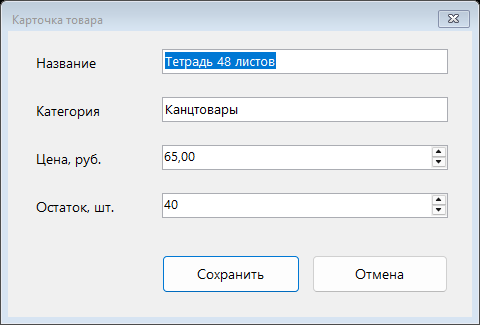 Карточка товара
Название
Тетрадь 48 листов
Категория
Канцтовары
Цена, руб.
65,00
Остаток, шт.
40
Сохранить
Отмена